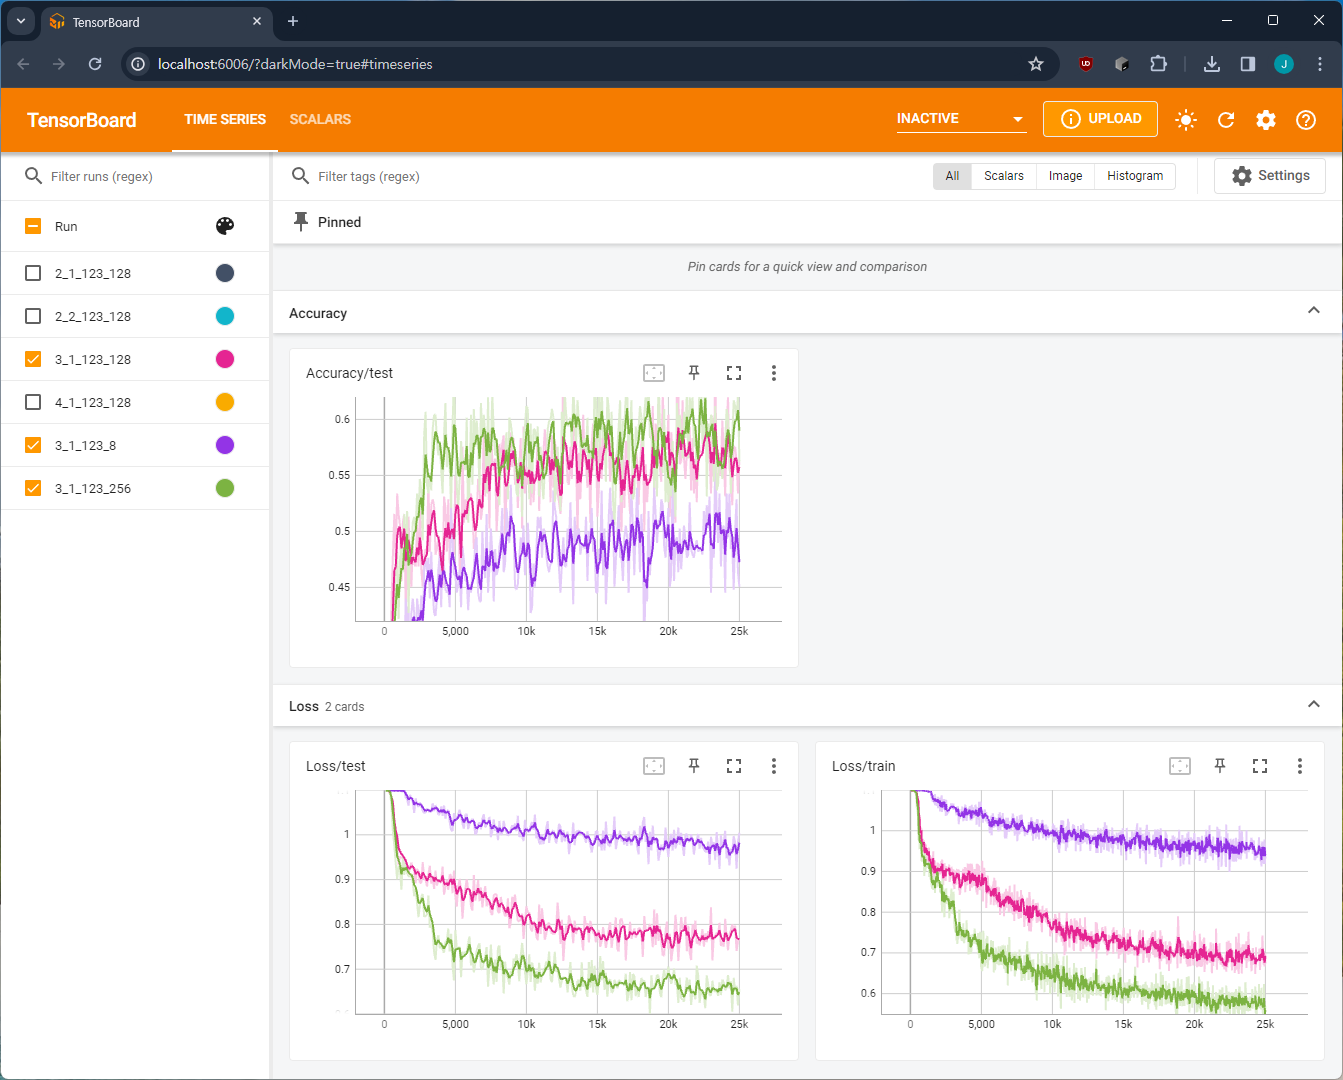 TensorBoard
localhost:6006/?darkMode=true#timeseries
J
TensorBoard
TIME SERIES
SCALARS
INACTIVE
UPLOAD
Filter runs (regex)
Filter tags (regex)
All
Scalars
Image
Histogram
Settings
Run
Pinned
2_1_123_128
Pin cards for a quick view and comparison
2_2_123_128
Accuracy
3_1_123_128
Accuracy/test
4_1_123_128
3_1_123_8
3_1_123_256
0.6
0.55
0.5
0.45
0
5,000
10k
15k
20k
25k
Loss 2 cards
Loss/test
1
0.9
0.8
0.7
0
5,000
10k
15k
20k
25k
Loss/train
1
0.9
0.8
0.7
0.6
0
5,000
10k
15k
20k
25k